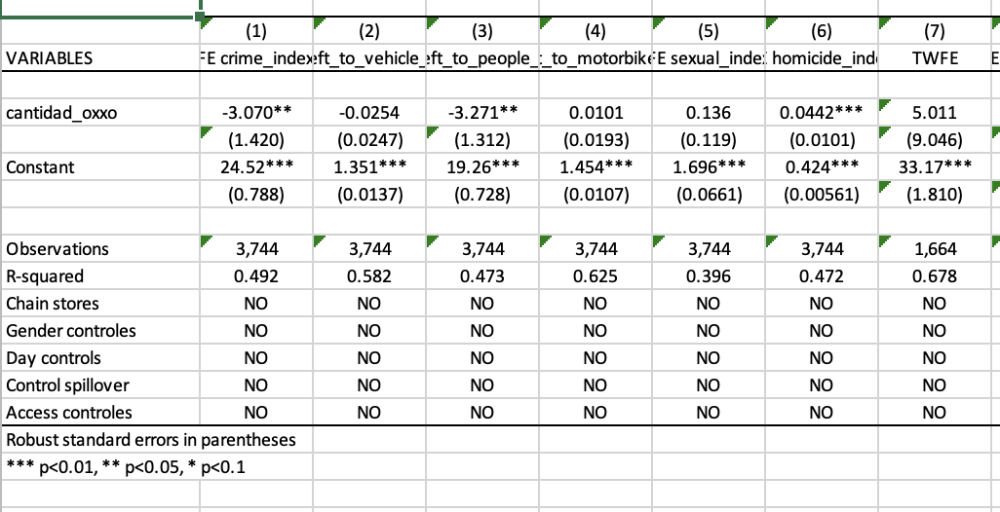 (1) (2) (3) (4) (5) (6) (7)
VARIABLES FE crime_index eft_to_vehicle_ eft_to_people_ _to_motorbike FE sexual_index homicide_inde TWFE E
cantidad_oxxo -3.070** -0.0254 -3.271** 0.0101 0.136 0.0442*** 5.011
(1.420) (0.0247) (1.312) (0.0193) (0.119) (0.0101) (9.046)
Constant 24.52*** 1.351*** 19.26*** 1.454*** 1.696*** 0.424*** 33.17***
(0.788) (0.0137) (0.728) (0.0107) (0.0661) (0.00561) (1.810)
Observations 3,744 3,744 3,744 3,744 3,744 3,744 1,664
R-squared 0.492 0.582 0.473 0.625 0.396 0.472 0.678
Chain stores NO NO NO NO NO NO NO
Gender controles NO NO NO NO NO NO NO
Day controls NO NO NO NO NO NO NO
Control spillover NO NO NO NO NO NO NO
Access controles NO NO NO NO NO NO NO
Robust standard errors in parentheses
*** p<0.01, ** p<0.05, * p<0.1